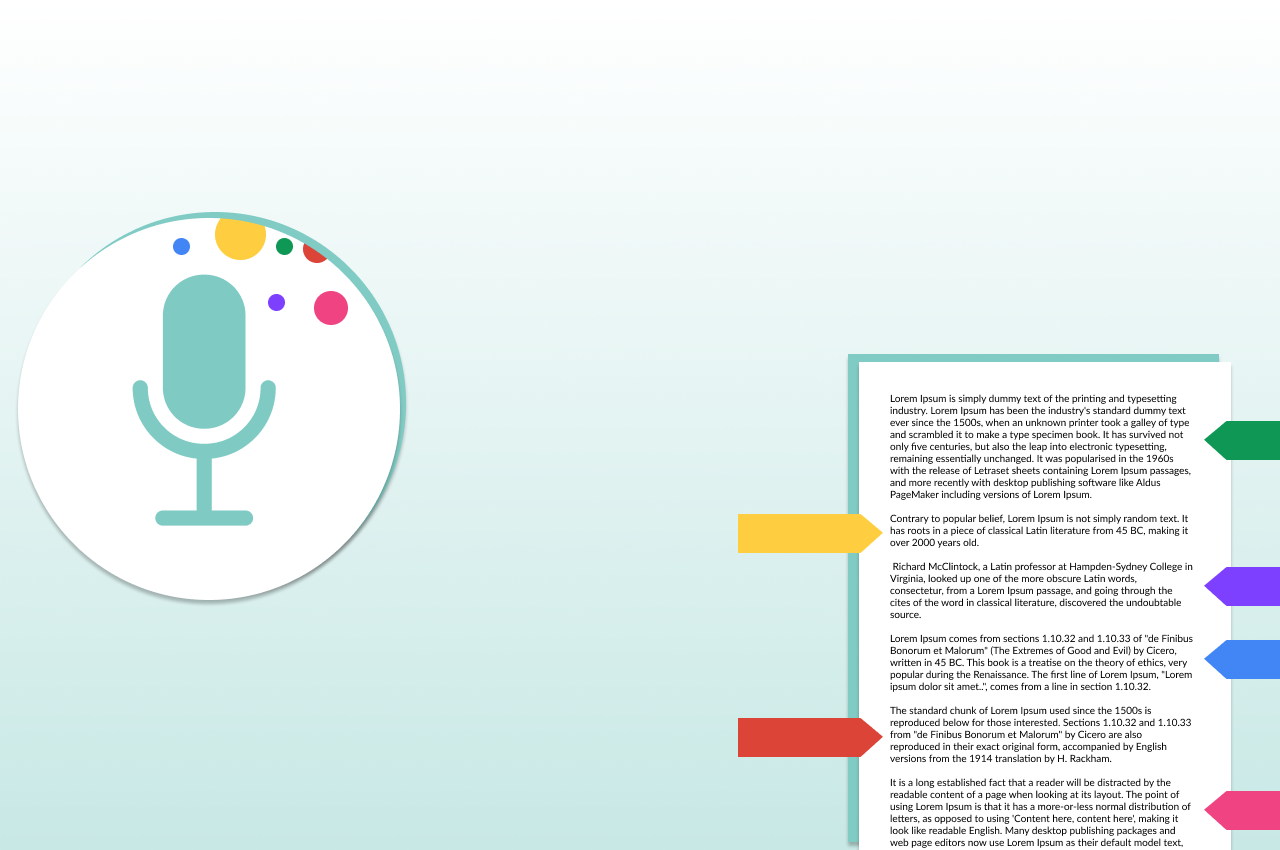 Lorem Ipsum is simply dummy text of the printing and typesetting
industry. Lorem Ipsum has been the industry's standard dummy text
ever since the 1500s, when an unknown printer took a galley of type
and scrambled it to make a type specimen book. It has survived not
only five centuries, but also the leap into electronic typesetting,
remaining essentially unchanged. It was popularised in the 1960s
with the release of Letraset sheets containing Lorem Ipsum passages,
and more recently with desktop publishing software like Aldus
PageMaker including versions of Lorem Ipsum.
Contrary to popular belief, Lorem Ipsum is not simply random text. It
has roots in a piece of classical Latin literature from 45 BC, making it
over 2000 years old.
Richard McClintock, a Latin professor at Hampden-Sydney College in
Virginia, looked up one of the more obscure Latin words,
consectetur, from a Lorem Ipsum passage, and going through the
cites of the word in classical literature, discovered the undoubtable
source.
Lorem Ipsum comes from sections 1.10.32 and 1.10.33 of "de Finibus
Bonorum et Malorum" (The Extremes of Good and Evil) by Cicero,
written in 45 BC. This book is a treatise on the theory of ethics, very
popular during the Renaissance. The first line of Lorem Ipsum, "Lorem
ipsum dolor sit amet..", comes from a line in section 1.10.32.
The standard chunk of Lorem Ipsum used since the 1500s is
reproduced below for those interested. Sections 1.10.32 and 1.10.33
from "de Finibus Bonorum et Malorum" by Cicero are also
reproduced in their exact original form, accompanied by English
versions from the 1914 translation by H. Rackham.
It is a long established fact that a reader will be distracted by the
readable content of a page when looking at its layout. The point of
using Lorem Ipsum is that it has a more-or-less normal distribution of
letters, as opposed to using 'Content here, content here', making it
look like readable English. Many desktop publishing packages and
web page editors now use Lorem Ipsum as their default model text,